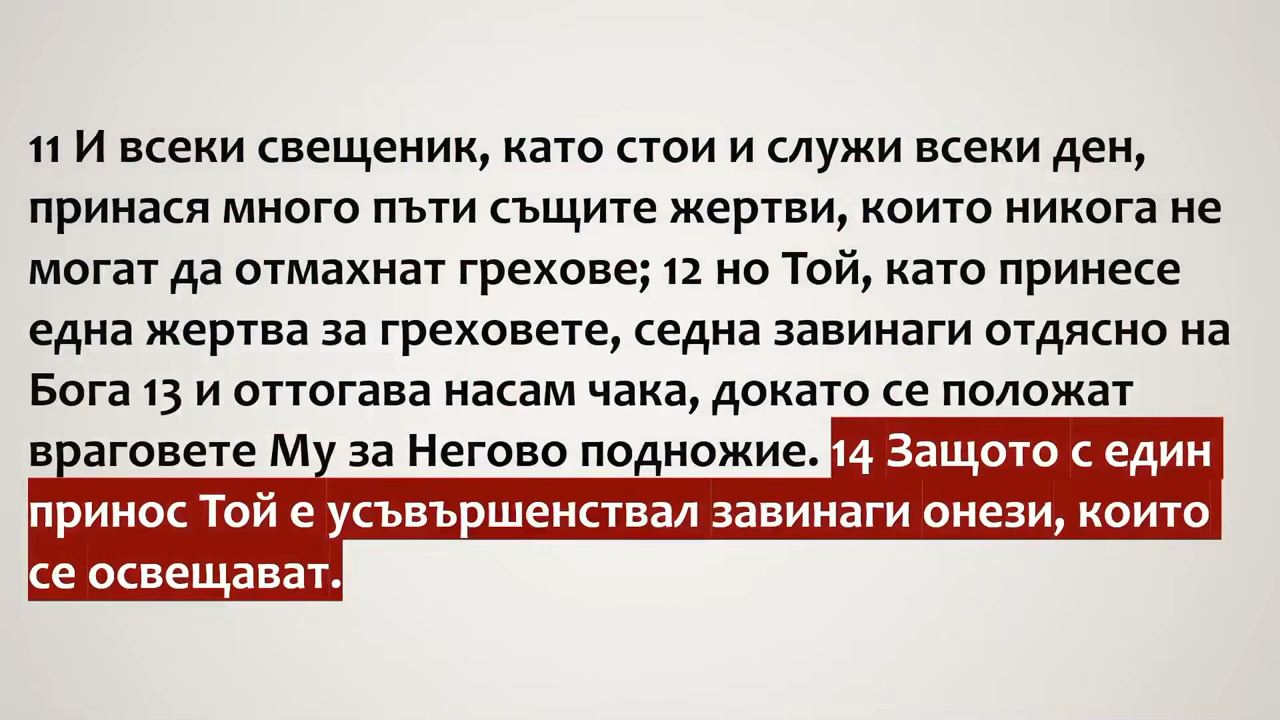 11 И всеки свещеник, като стои и служи всеки ден,
принася много пъти същите жертви, които никога не
могат да отмахнат грехове; 12 но Той, като принесе
една жертва за греховете, седна завинаги отдясно на
Бога 13 и оттогава насам чака, докато се положат
враговете Му за Негово подножие. 14 Защото с един
принос Той е усъвършенствал завинаги онези, които
се освещават.